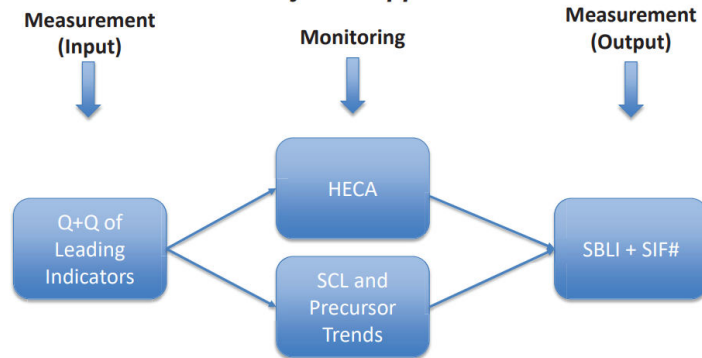 Measurement
(Input)
Monitoring
Measurement
(Output)
Q+Q of
Leading
Indicators
HECA
SCL and
Precursor
Trends
SBLI + SIF#